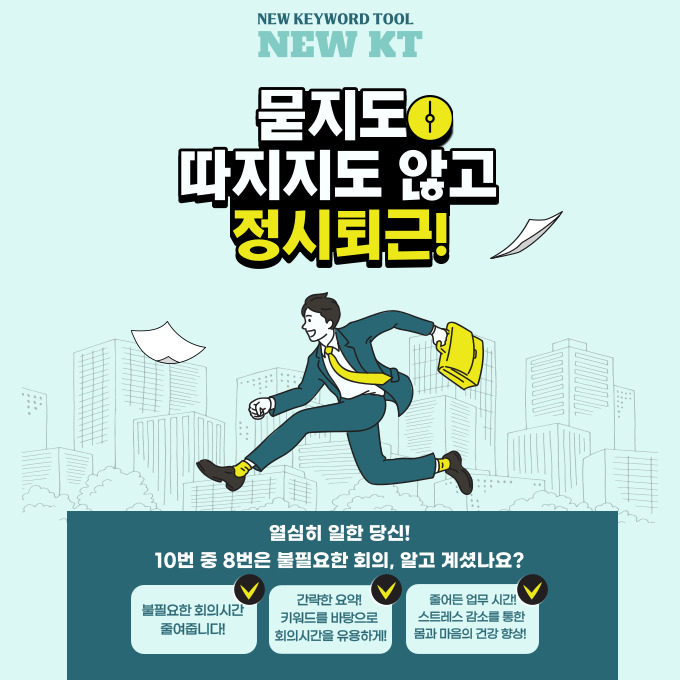 NEW KEYWORD TOOL
NEW KT
묻지도
따지지도 않고
정시퇴근!
열심히 일한 당신!
10번 중 8번은 불필요한 회의, 알고 계셨나요?
불필요한 회의시간
줄여줍니다!
간략한 요약!
키워드를 바탕으로
회의시간을 유용하게!
줄어든 업무 시간!
스트레스 감소를 통한
몸과 마음의 건강 향상!